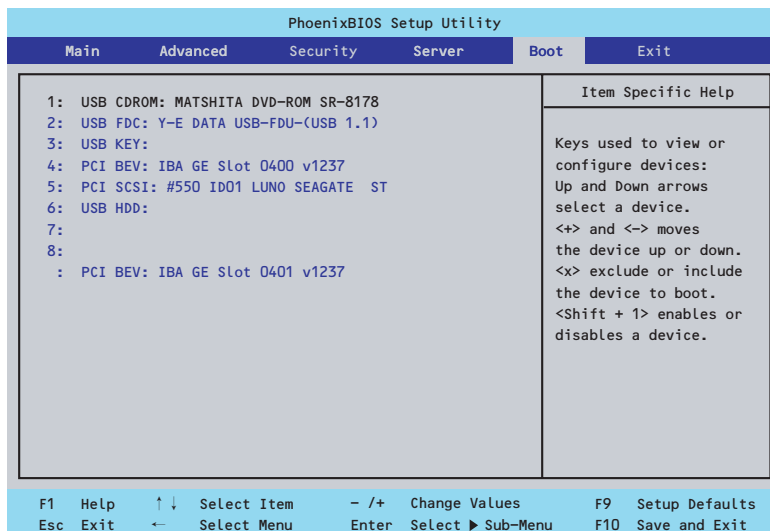 PhoenixBIOS Setup Utility
Main Advanced Security Server Boot Exit
1: USB CDROM: MATSHITA DVD-ROM SR-8178
2: USB FDC: Y-E DATA USB-FDU-(USB 1.1)
3: USB KEY:
4: PCI BEV: IBA GE Slot 0400 v1237
5: PCI SCSI: #550 ID01 LUN0 SEAGATE ST
6: USB HDD:
7:
8:
: PCI BEV: IBA GE Slot 0401 v1237
Item Specific Help
Keys used to view or
configure devices:
Up and Down arrows
select a device.
<+> and <-> moves
the device up or down.
<x> exclude or include
the device to boot.
<Shift + 1> enables or
disables a device.
F1 Help ↑↓ Select Item - /+ Change Values F9 Setup Defaults
Esc Exit ← Select Menu Enter Select ▶ Sub-Menu F10 Save and Exit